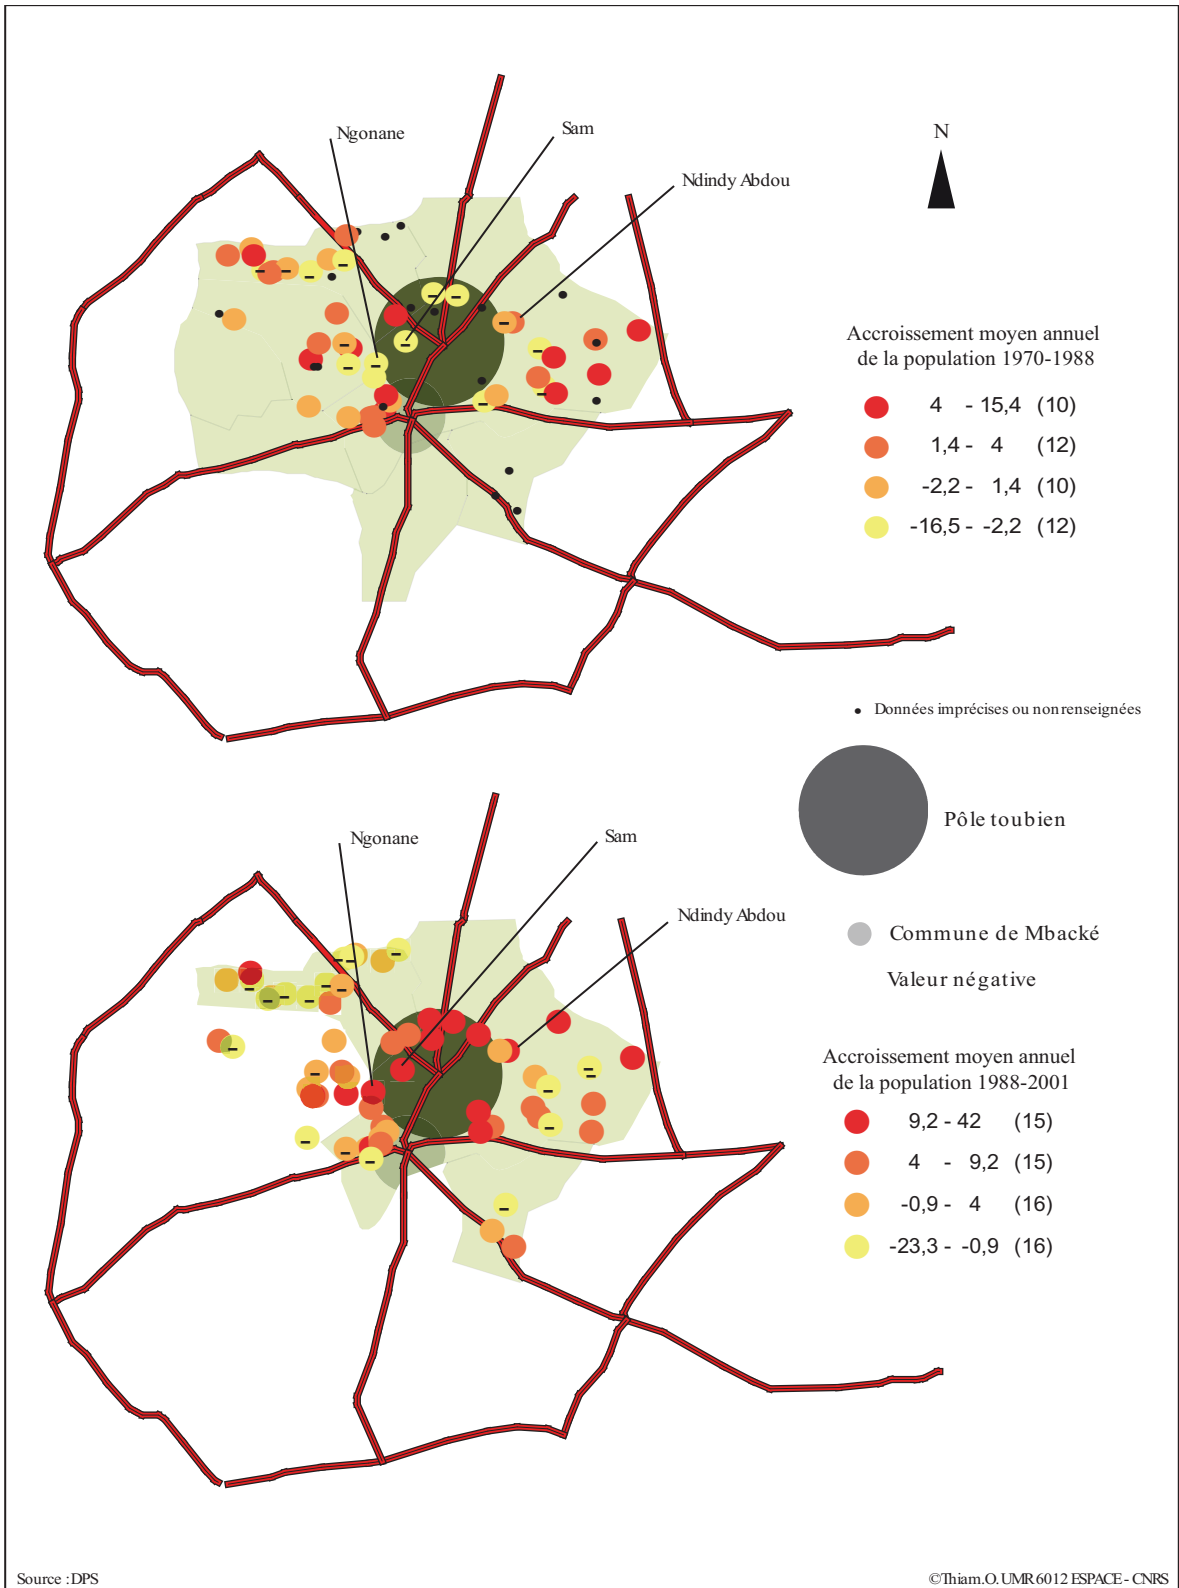 Ngonane
Sam
Ndindy Abdou
N
Accroissement moyen annuel
de la population 1970-1988
4 - 15,4 (10)
1,4 - 4 (12)
-2,2 - 1,4 (10)
-16,5 - -2,2 (12)
Données imprécises ou non renseignées
Pôle toubien
Ngonane
Sam
Ndindy Abdou
Commune de Mbacké
Valeur négative
Accroissement moyen annuel
de la population 1988-2001
9,2 - 42 (15)
4 - 9,2 (15)
-0,9 - 4 (16)
-23,3 - -0,9 (16)
Source : DPS
©Thiam.O. UMR 6012 ESPACE - CNRS